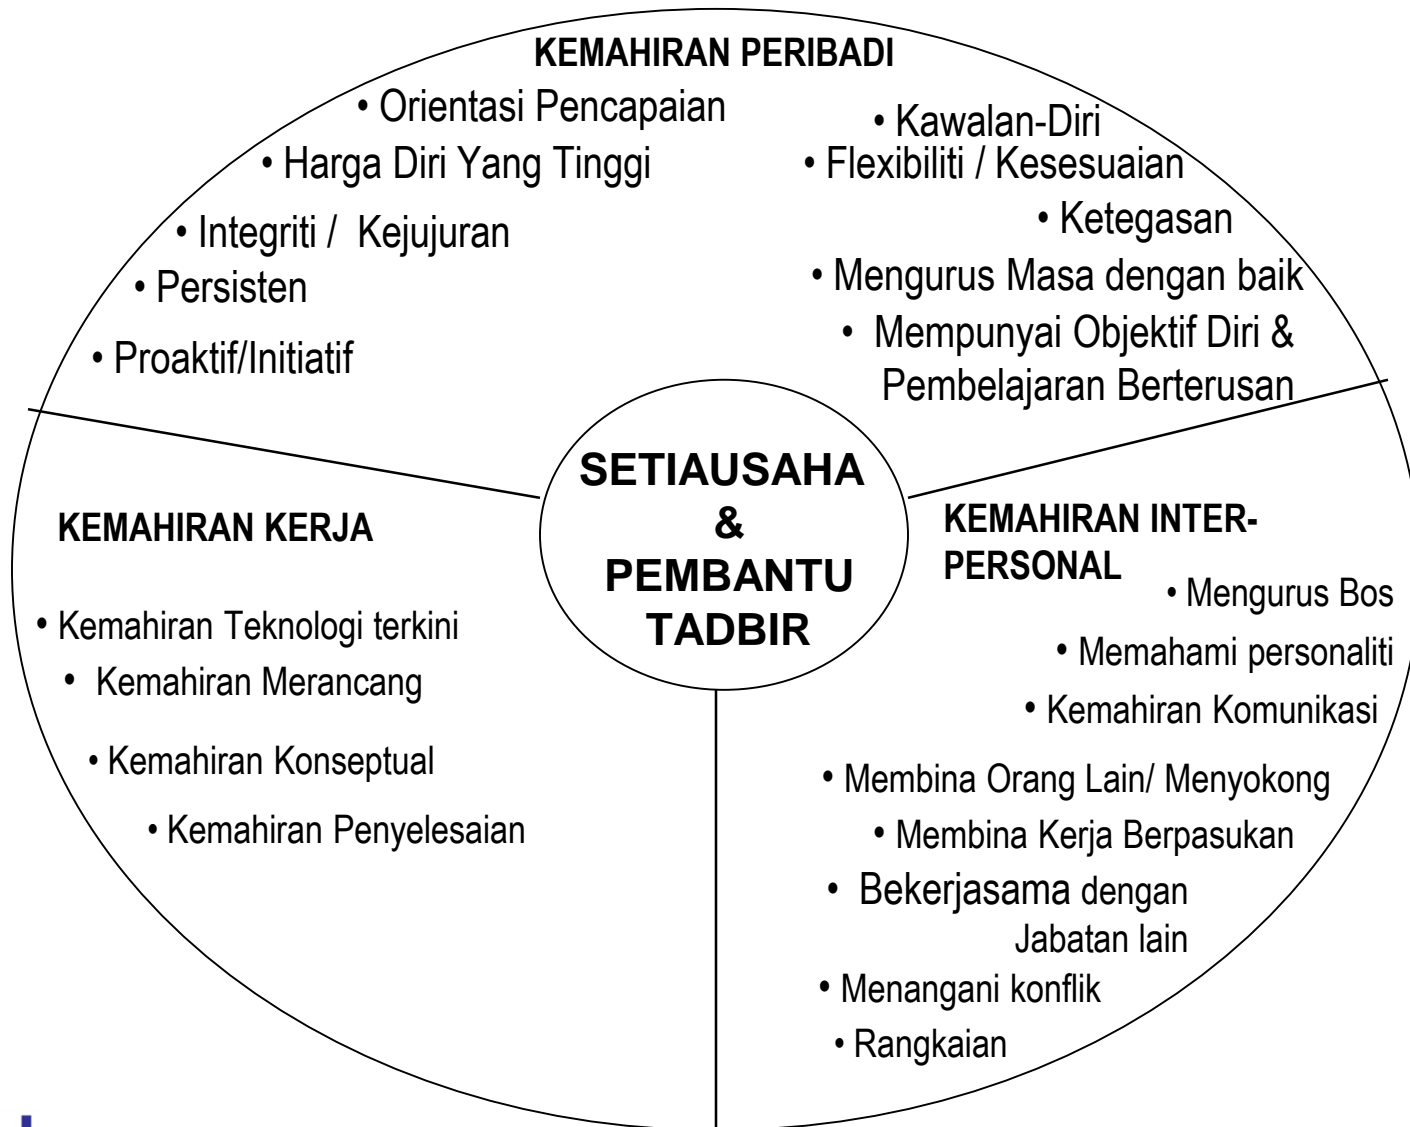 KEMAHIRAN PERIBADI
• Orientasi Pencapaian
• Harga Diri Yang Tinggi
• Integriti / Kejujuran
• Persisten
• Proaktif/Initiatif
• Kawalan-Diri
• Flexibiliti / Kesesuaian
• Ketegasan
• Mengurus Masa dengan baik
• Mempunyai Objektif Diri &
Pembelajaran Berterusan
SETIAUSAHA
&
PEMBANTU
TADBIR
KEMAHIRAN KERJA
• Kemahiran Teknologi terkini
• Kemahiran Merancang
• Kemahiran Konseptual
• Kemahiran Penyelesaian
KEMAHIRAN INTER-
PERSONAL
• Mengurus Bos
• Memahami personaliti
• Kemahiran Komunikasi
• Membina Orang Lain/ Menyokong
• Membina Kerja Berpasukan
• Bekerjasama dengan
Jabatan lain
• Menangani konflik
• Rangkaian